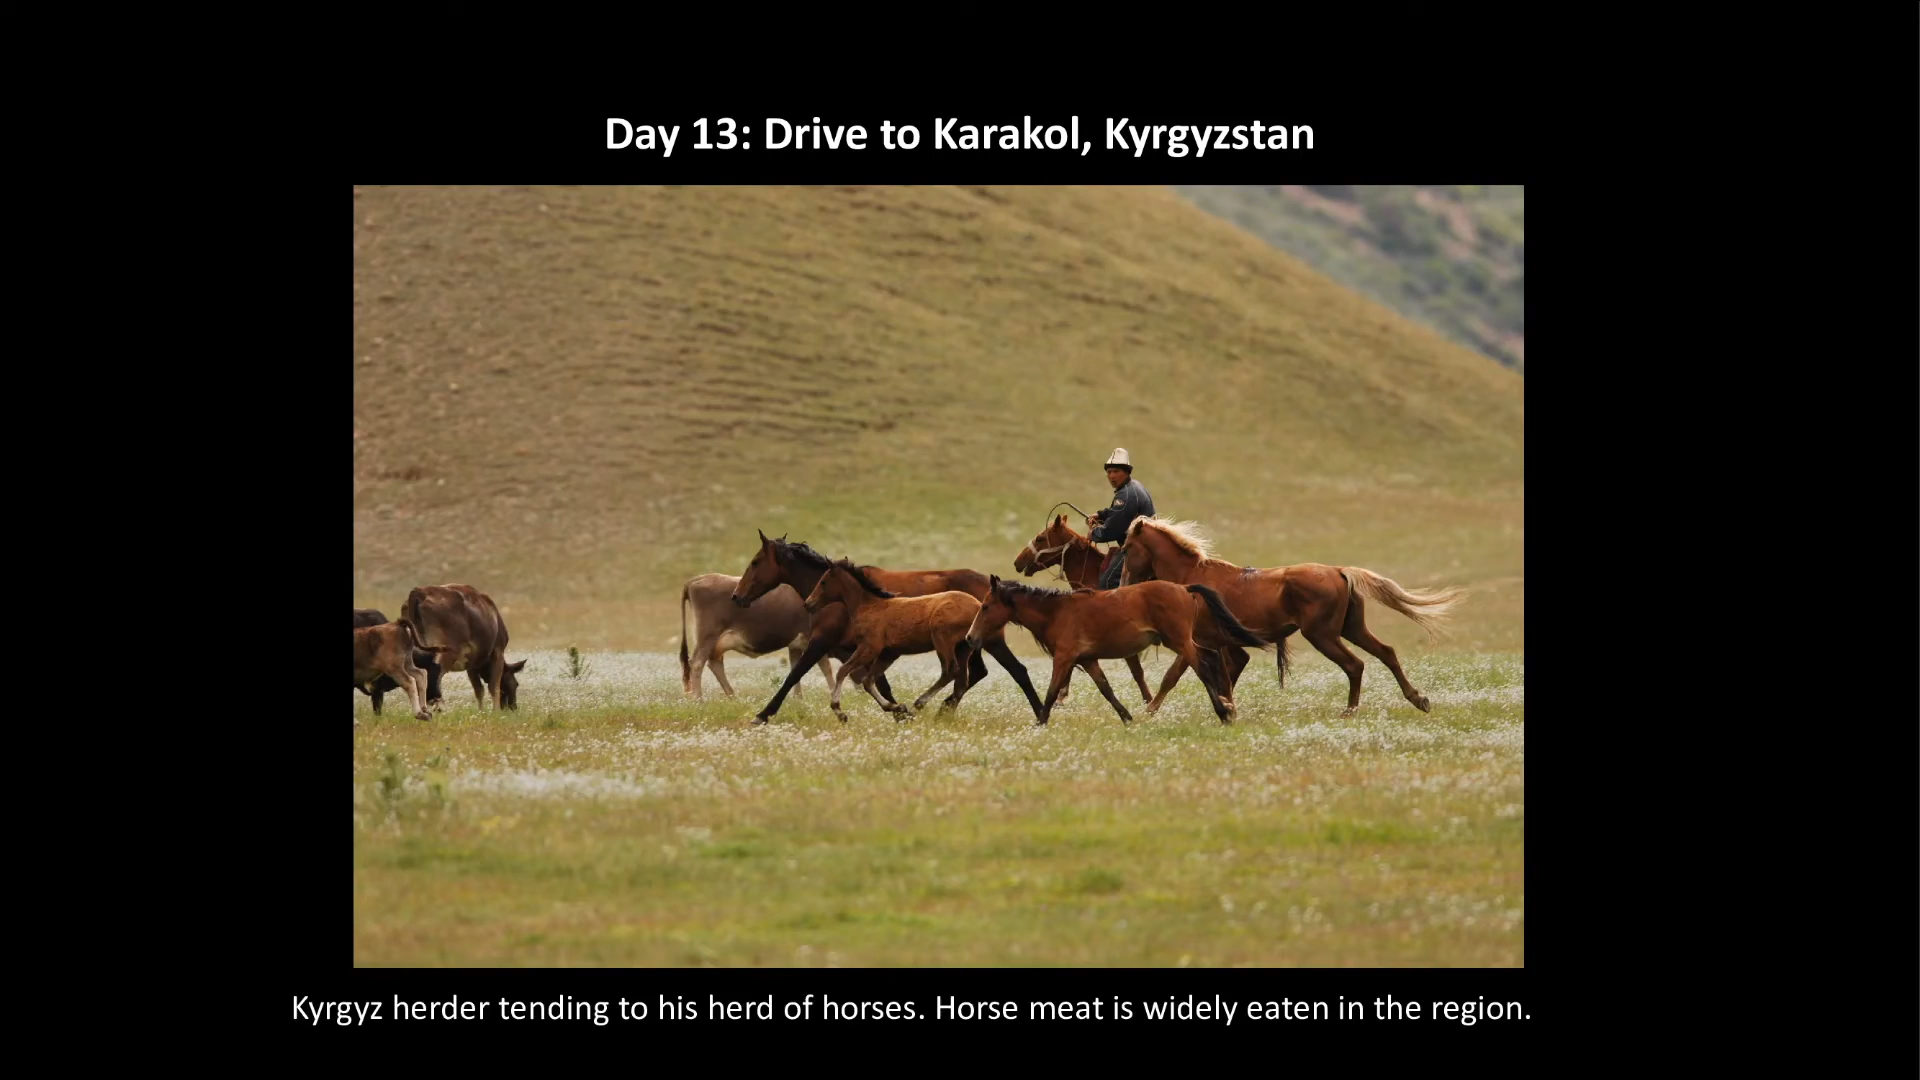 Day 13: Drive to Karakol, Kyrgyzstan
Kyrgyz herder tending to his herd of horses. Horse meat is widely eaten in the region.